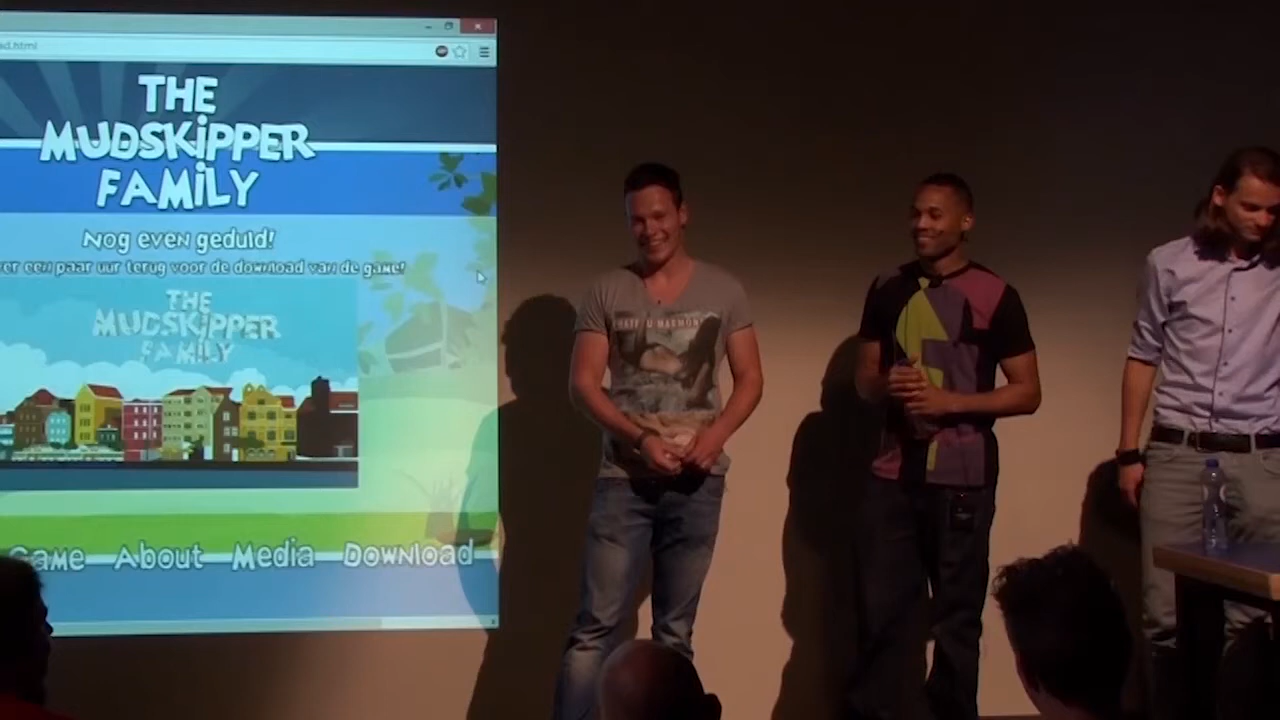 ad.html
THE
MUDSKiPPER
FAMiLY
Nog even geduld!
een paar uur terug voor de download van de game!
THE
MUDSKiPPER
FAMiLY
Game About Media Download